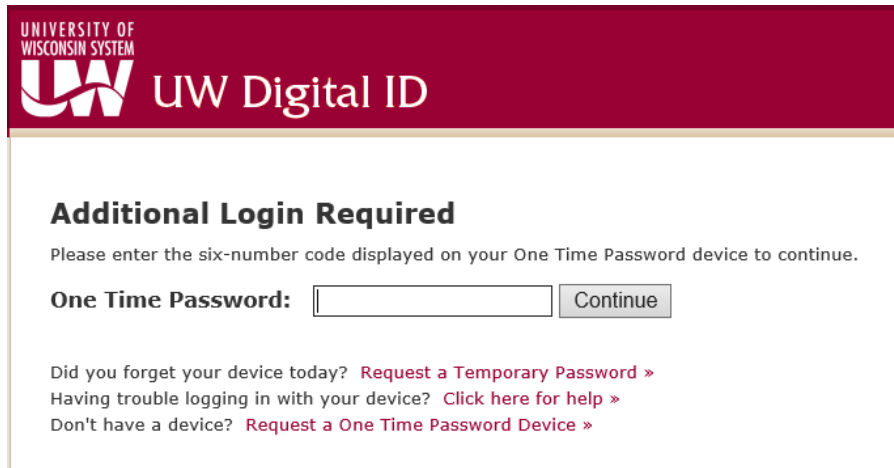 UNIVERSITY OF
WISCONSIN SYSTEM
UW UW Digital ID
Additional Login Required
Please enter the six-number code displayed on your One Time Password device to continue.
One Time Password: Continue
Did you forget your device today? Request a Temporary Password »
Having trouble logging in with your device? Click here for help »
Don't have a device? Request a One Time Password Device »